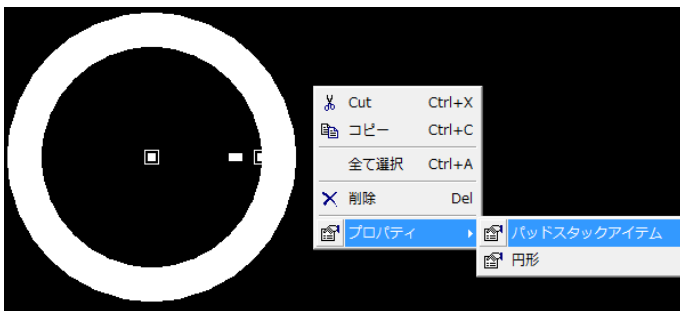 Cut Ctrl+X
コピー Ctrl+C
全て選択 Ctrl+A
削除 Del
プロパティ
パッドスタックアイテム
円形